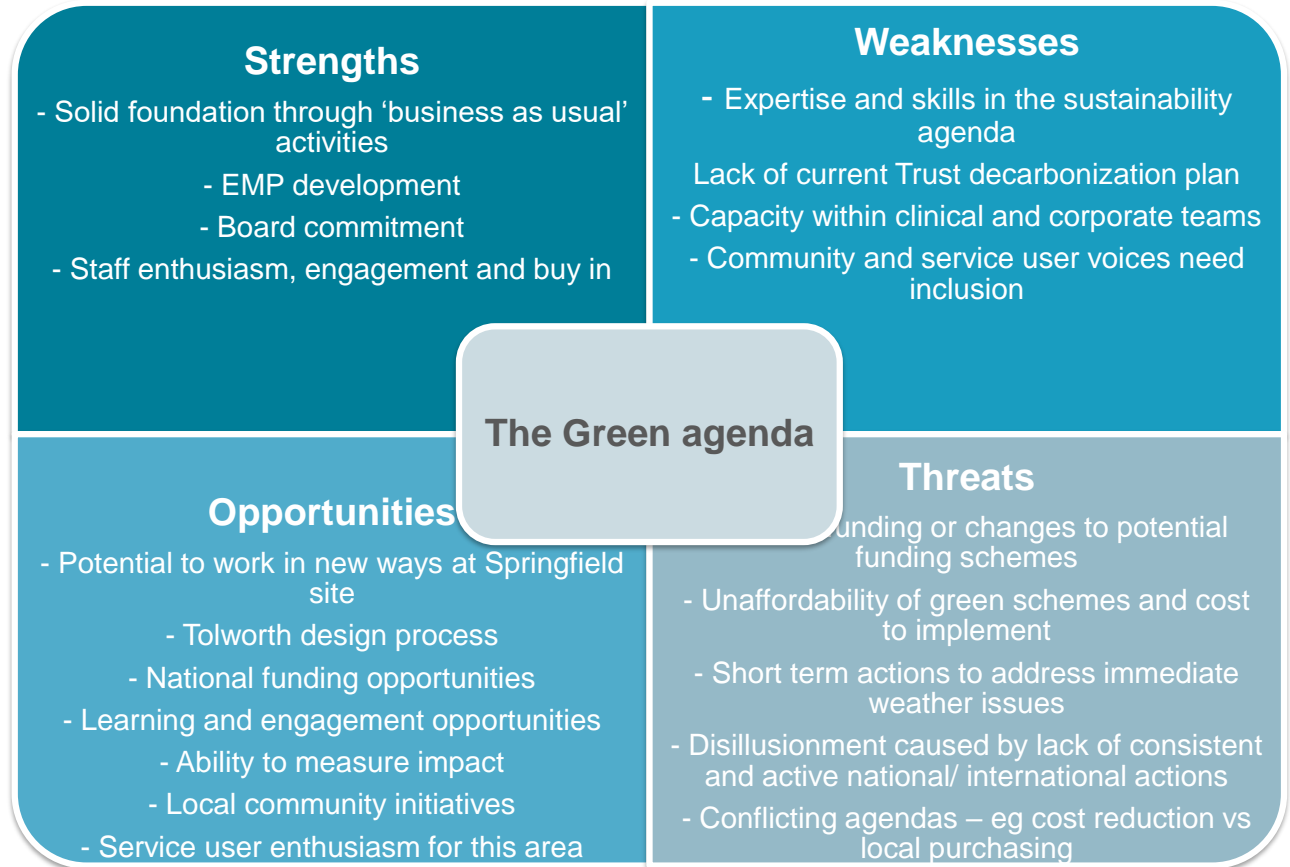 Strengths
- Solid foundation through ‘business as usual’
activities
- EMP development
- Board commitment
- Staff enthusiasm, engagement and buy in
Weaknesses
- Expertise and skills in the sustainability
agenda
Lack of current Trust decarbonization plan
- Capacity within clinical and corporate teams
- Community and service user voices need
inclusion
The Green agenda
Opportunities
- Potential to work in new ways at Springfield
site
- Tolworth design process
- National funding opportunities
- Learning and engagement opportunities
- Ability to measure impact
- Local community initiatives
- Service user enthusiasm for this area
Threats
or changes to potential
funding schemes
- Unaffordability of green schemes and cost
to implement
- Short term actions to address immediate
weather issues
- Disillusionment caused by lack of consistent
and active national/ international actions
- Conflicting agendas – eg cost reduction vs
local purchasing